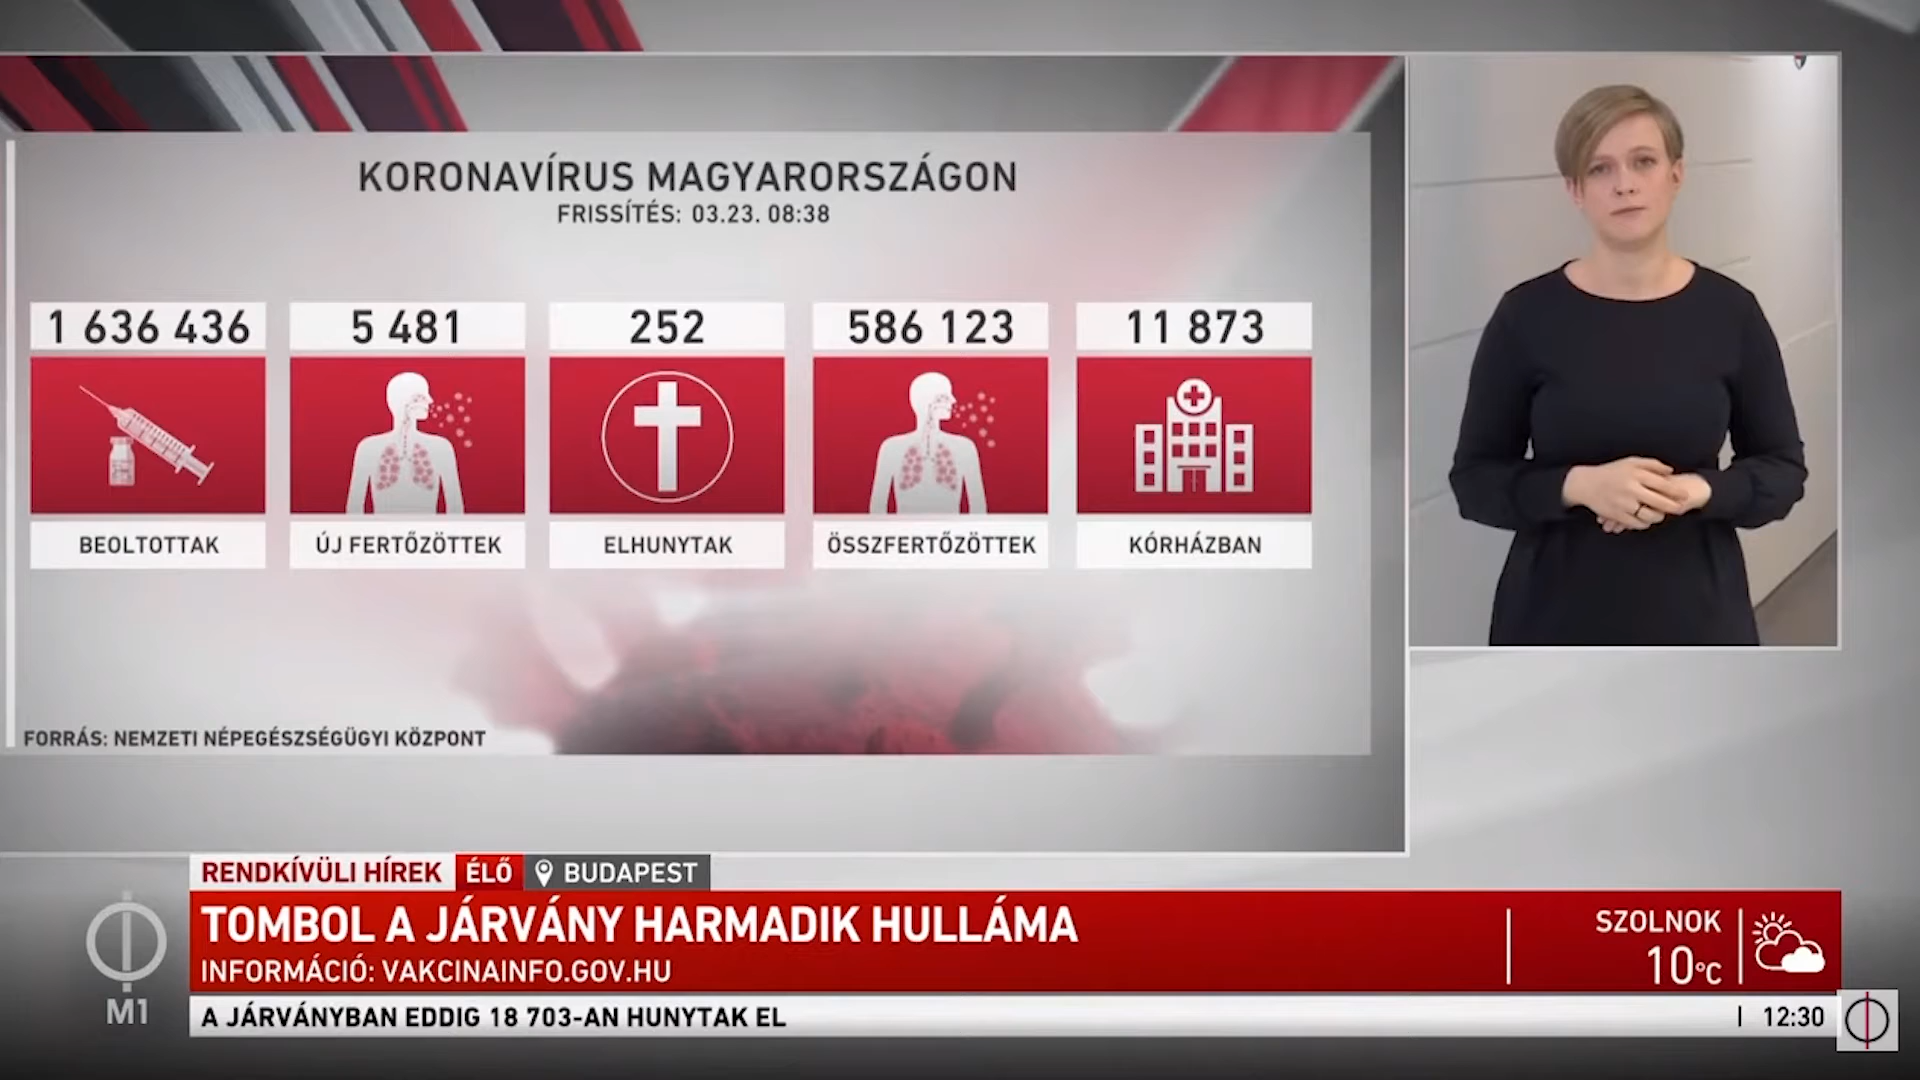 KORONAVÍRUS MAGYARORSZÁGON
FRISSÍTÉS: 03.23. 08:38
1 636 436
5 481
252
586 123
11 873
BEOLTOTTAK
ÚJ FERTŐZÖTTEK
ELHUNYTAK
ÖSSZFERTŐZÖTTEK
KÓRHÁZBAN
FORRÁS: NEMZETI NÉPEGÉSZSÉGÜGYI KÖZPONT
RENDKÍVÜLI HÍREK ÉLŐ BUDAPEST
TOMBOL A JÁRVÁNY HARMADIK HULLÁMA
INFORMÁCIÓ: VAKCINAINFO.GOV.HU
SZOLNOK
10°C
M1
A JÁRVÁNYBAN EDDIG 18 703-AN HUNYTAK EL
12:30